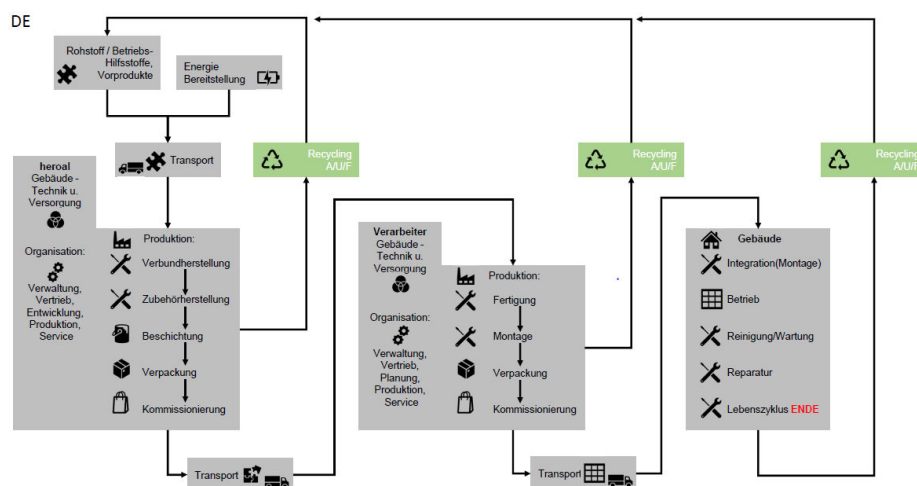 DE
Rohstoff / Betriebs-
Hilfsstoffe,
Vorprodukte
Energie
Bereitstellung
Transport
Recycling
A/U/F
Recycling
A/U/F
Recycling
A/U/F
heroal
Gebäude -
Technik u.
Versorgung
Organisation:
Verwaltung,
Vertrieb,
Entwicklung,
Produktion,
Service
Produktion:
Verbundherstellung
Zubehörherstellung
Beschichtung
Verpackung
Kommissionierung
Transport
Verarbeiter
Gebäude -
Technik u.
Versorgung
Organisation:
Verwaltung,
Vertrieb,
Planung,
Produktion,
Service
Produktion:
Fertigung
Montage
Verpackung
Kommissionierung
Transport
Gebäude
Integration(Montage)
Betrieb
Reinigung/Wartung
Reparatur
Lebenszyklus ENDE